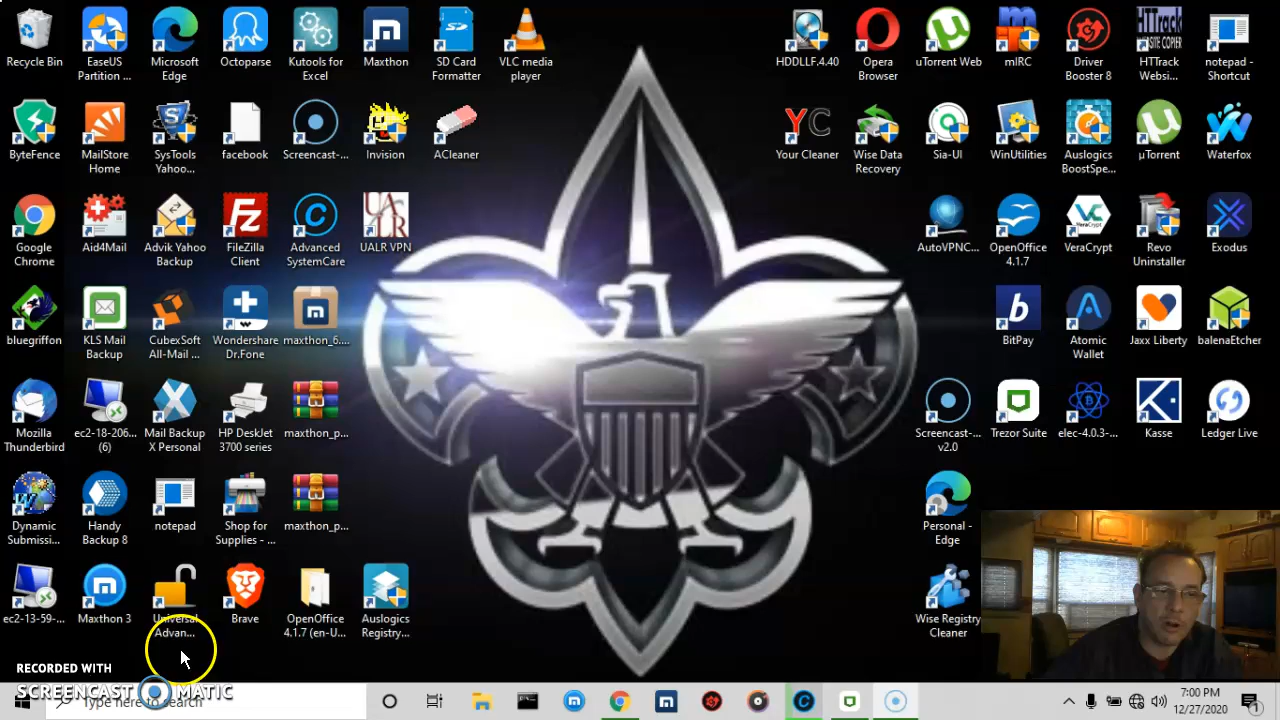 Recycle Bin
EaseUS
Partition ...
Microsoft
Edge
Octoparse
Kutools for
Excel
Maxthon
SD Card
Formatter
VLC media
player
HDDLLF.4.40
Opera
Browser
uTorrent Web
mIRC
Driver
Booster 8
HTTrack
WEBSITE COPIER
HTTrack
Websi...
notepad -
Shortcut
ByteFence
MailStore
Home
SysTools
Yahoo...
facebook
Screencast-...
Invision
ACleaner
YC
Your Cleaner
Wise Data
Recovery
Sia-UI
WinUtilities
Auslogics
BoostSpe...
µTorrent
Waterfox
Google
Chrome
Aid4Mail
Advik Yahoo
Backup
FileZilla
Client
Advanced
SystemCare
UALR
UALR VPN
AutoVPNC...
OpenOffice
4.1.7
VeraCrypt
Revo
Uninstaller
Exodus
bluegriffon
KLS Mail
Backup
CubexSoft
All-Mail ...
Wondershare
Dr.Fone
maxthon_6....
BitPay
Atomic
Wallet
Jaxx Liberty
balenaEtcher
Mozilla
Thunderbird
ec2-18-206...
(6)
Mail Backup
X Personal
HP DeskJet
3700 series
maxthon_p...
Screencast-...
v2.0
Trezor Suite
elec-4.0.3-...
Kasse
Ledger Live
Dynamic
Submissi...
Handy
Backup 8
notepad
Shop for
Supplies - ...
maxthon_p...
Personal -
Edge
ec2-13-59-...
Maxthon 3
Universal
Advan...
Brave
OpenOffice
4.1.7 (en-U...
Auslogics
Registry...
Wise Registry
Cleaner
RECORDED WITH
SCREENCAST MATIC
Type here to search
7:00 PM
12/27/2020